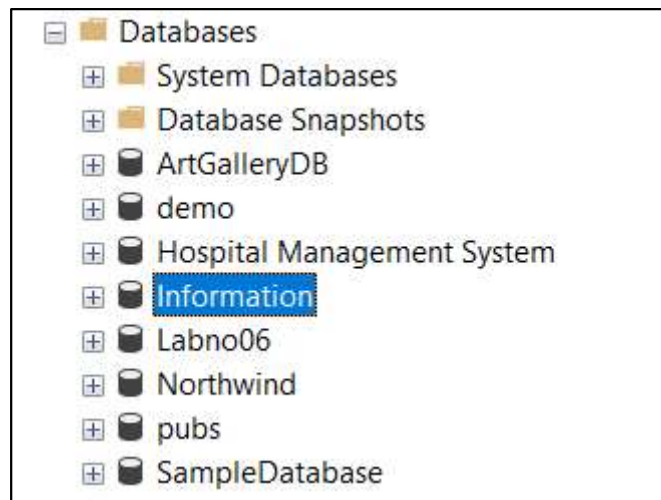 Databases
System Databases
Database Snapshots
ArtGalleryDB
demo
Hospital Management System
Information
Labno06
Northwind
pubs
SampleDatabase